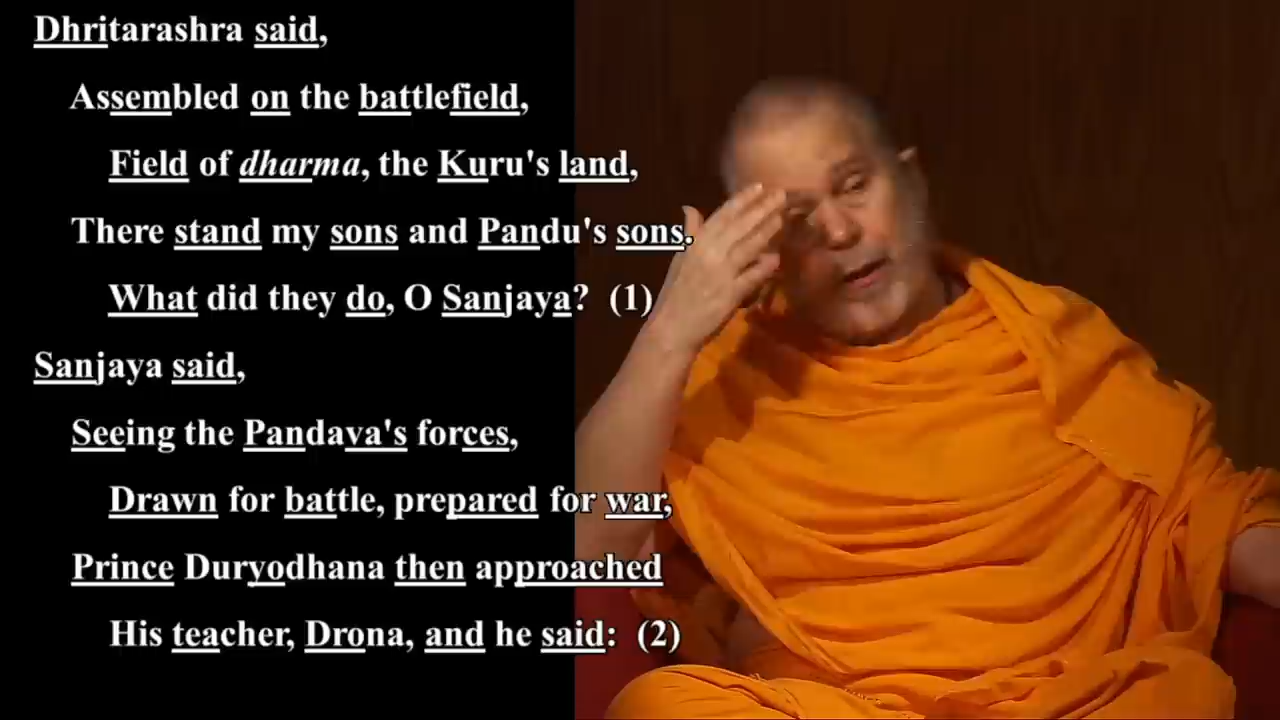 Dhritarashra said,
Assembled on the battlefield,
Field of dharma, the Kuru's land,
There stand my sons and Pandu's sons.
What did they do, O Sanjaya? (1)
Sanjaya said,
Seeing the Pandava's forces,
Drawn for battle, prepared for war,
Prince Duryodhana then approached
His teacher, Drona, and he said: (2)